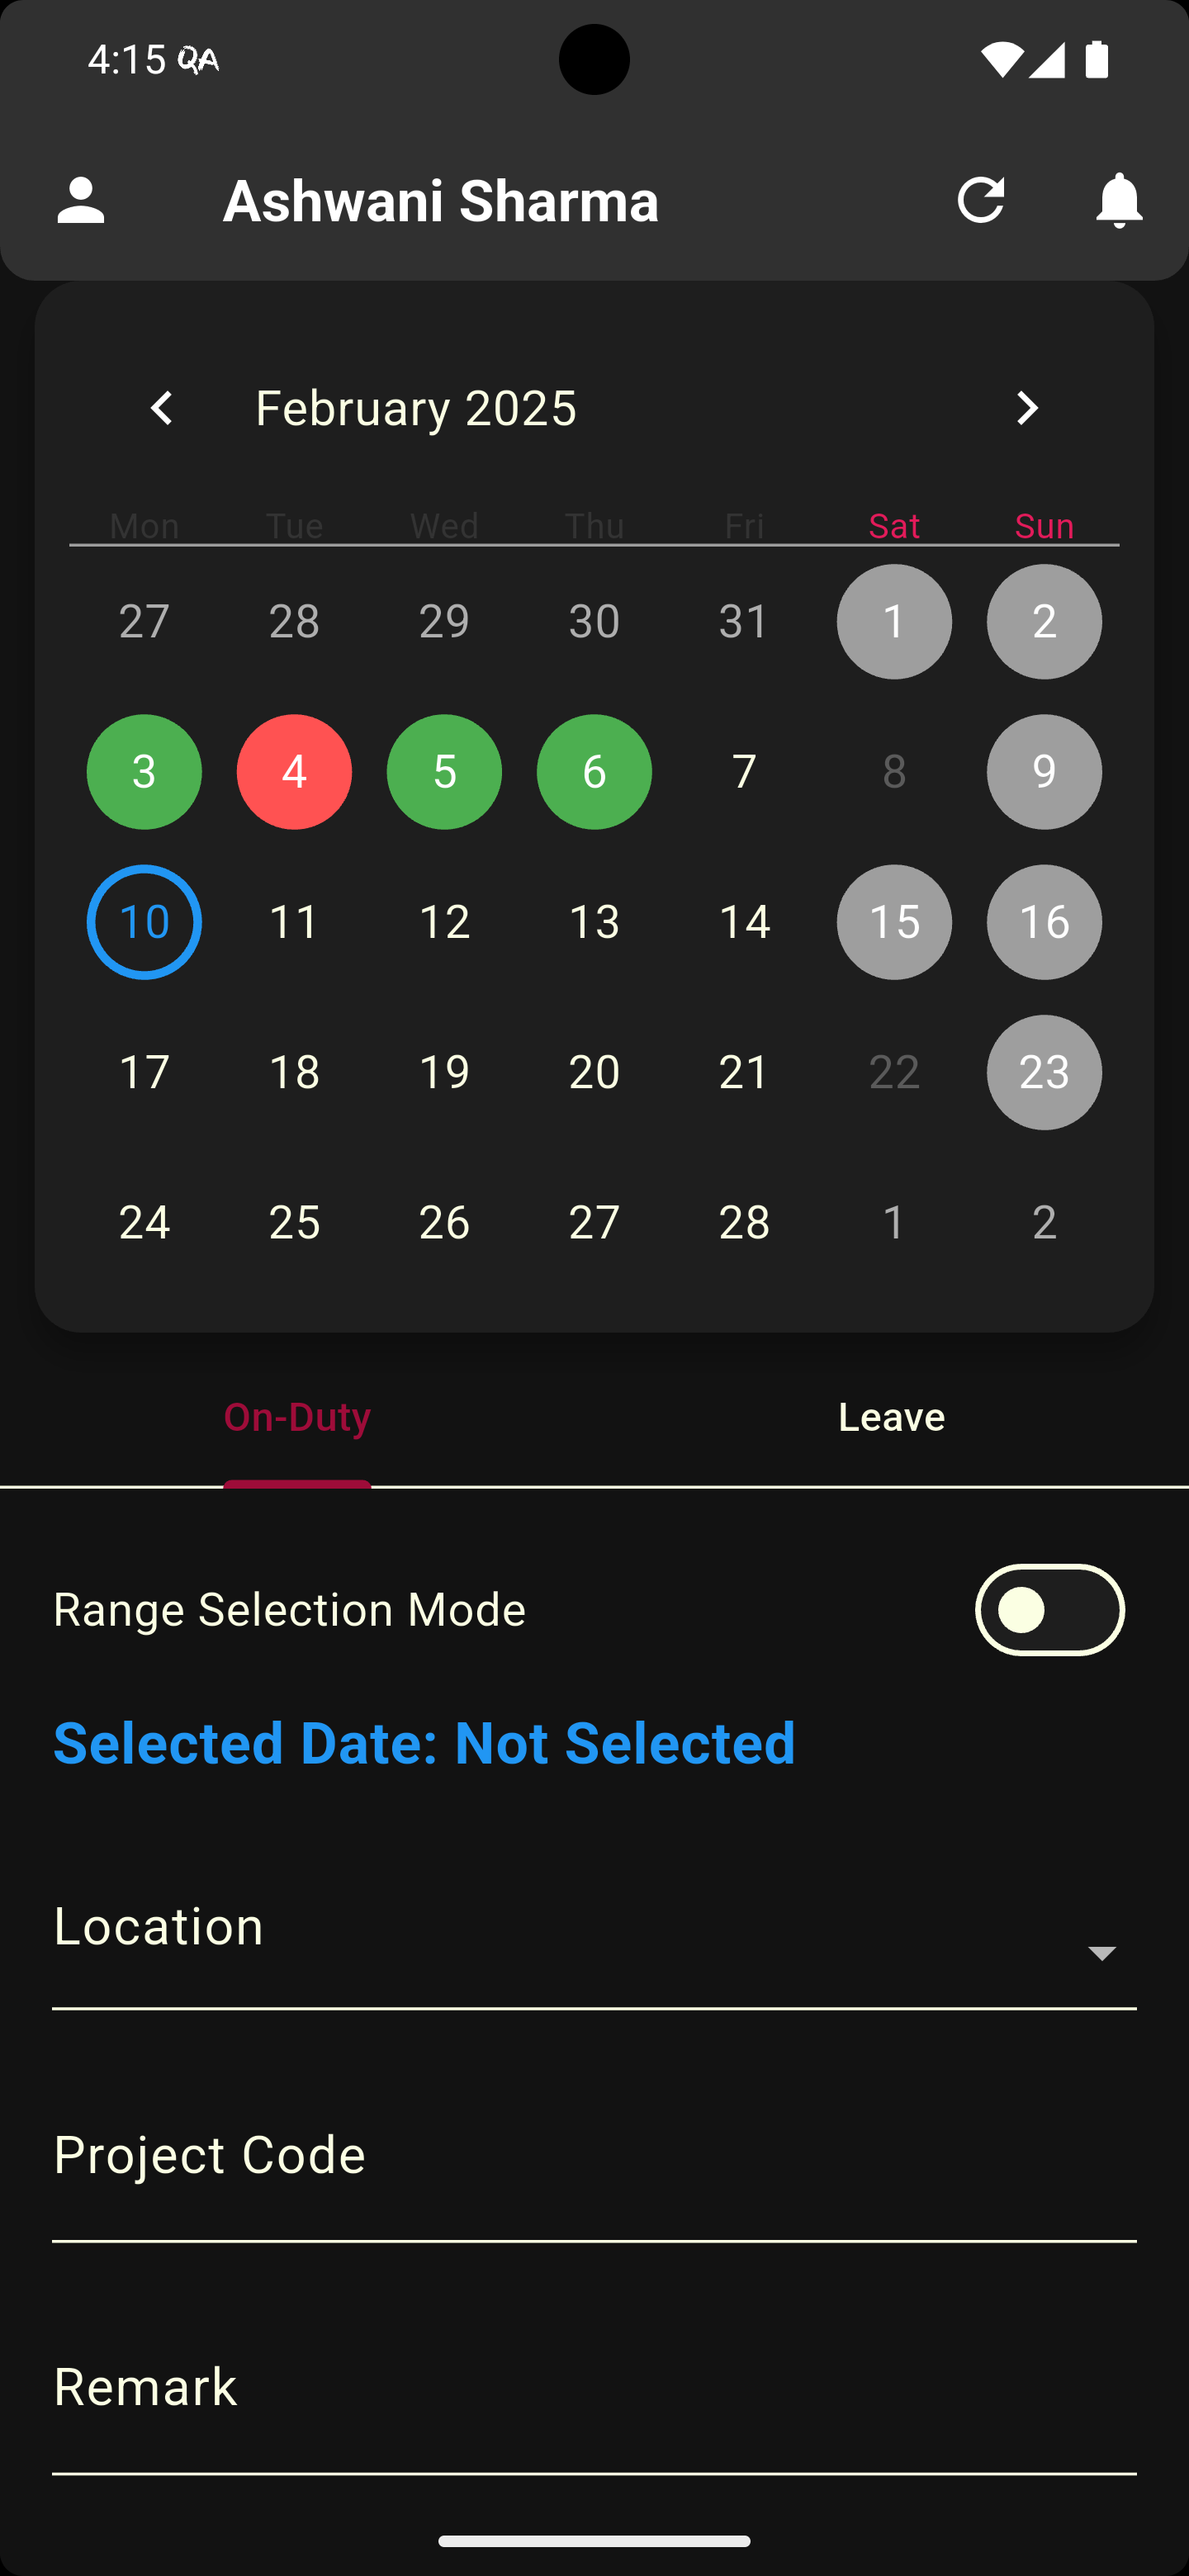 4:15 QA
Ashwani Sharma
February 2025
Mon Tue Wed Thu Fri Sat Sun
27 28 29 30 31 1 2
3 4 5 6 7 8 9
10 11 12 13 14 15 16
17 18 19 20 21 22 23
24 25 26 27 28 1 2
On-Duty Leave
Range Selection Mode
Selected Date: Not Selected
Location
Project Code
Remark